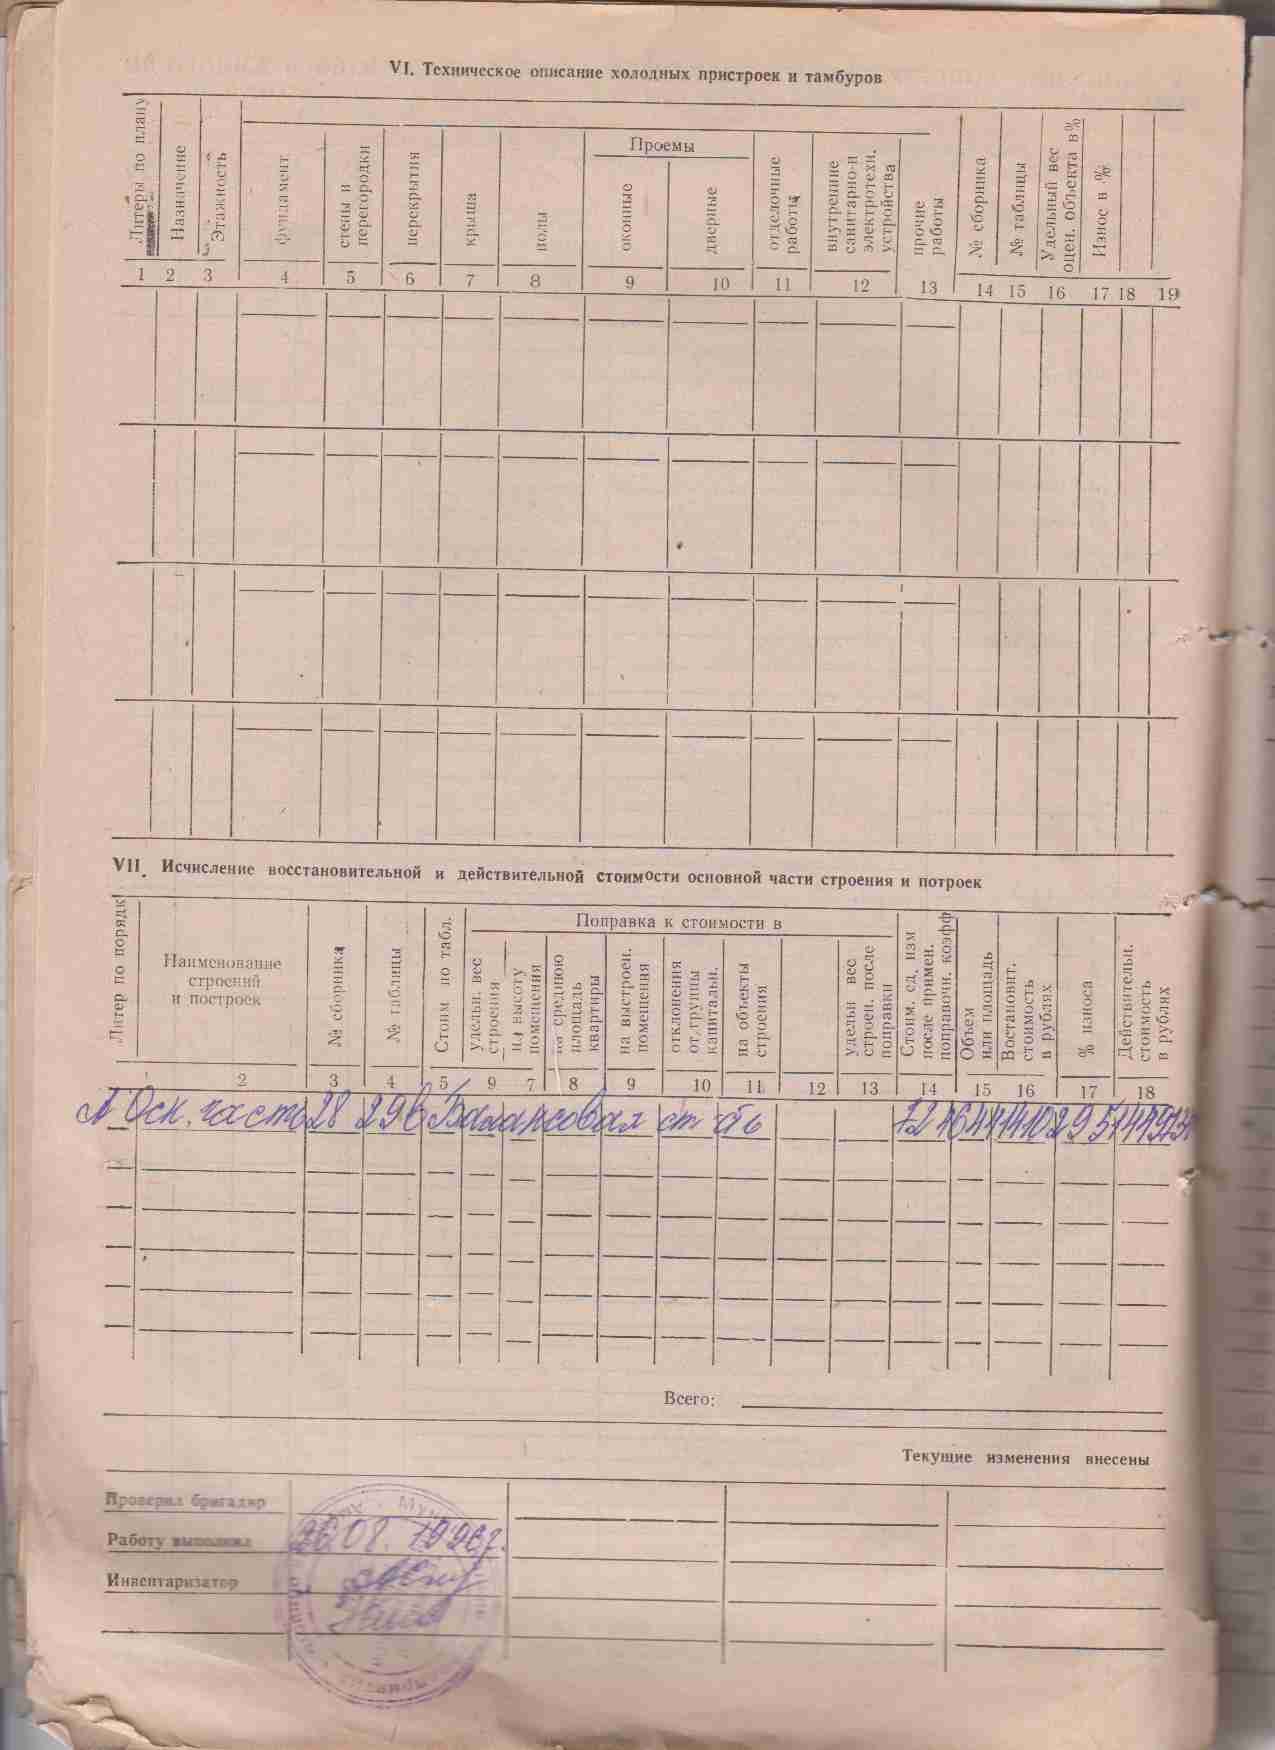 VI. Техническое описание холодных пристроек и тамбуров
Литеры по плану
Назначение
Этажность
фундамент
стены и перегородки
перекрытия
крыша
полы
Проемы
оконные
дверные
отделочные работы
внутренние санитарно-и электротехн. устройства
прочие работы
№ сборника
№ таблицы
Удельный вес оцен. объекта в %
Износ в %
1 2 3 4 5 6 7 8 9 10 11 12 13 14 15 16 17 18 19
VII. Исчисление восстановительной и действительной стоимости основной части строения и потроек
Литер по порядк
Наименование строений и построек
№ сборника
№ таблицы
Стоим по табл.
Поправка к стоимости в
удельн. вес строения
на высоту помещения
на среднюю площадь квартиры
на выстроен. помещения
отклонения от группы капитальн.
на объекты строения
удельн вес строен. после поправки
Стоим. ед. изм после примен. поправочн. коэфф
Объем или площадь
Востановит. стоимость в рублях
% износа
Действительн. стоимость в рублях
1 2 3 4 5 9 7 8 9 10 11 12 13 14 15 16 17 18
А Осн. часть 28 29б Балансовая ст-ть
Всего:
Текущие изменения внесены
Проверил бригадир
Работу выполнил
Инвентаризатор